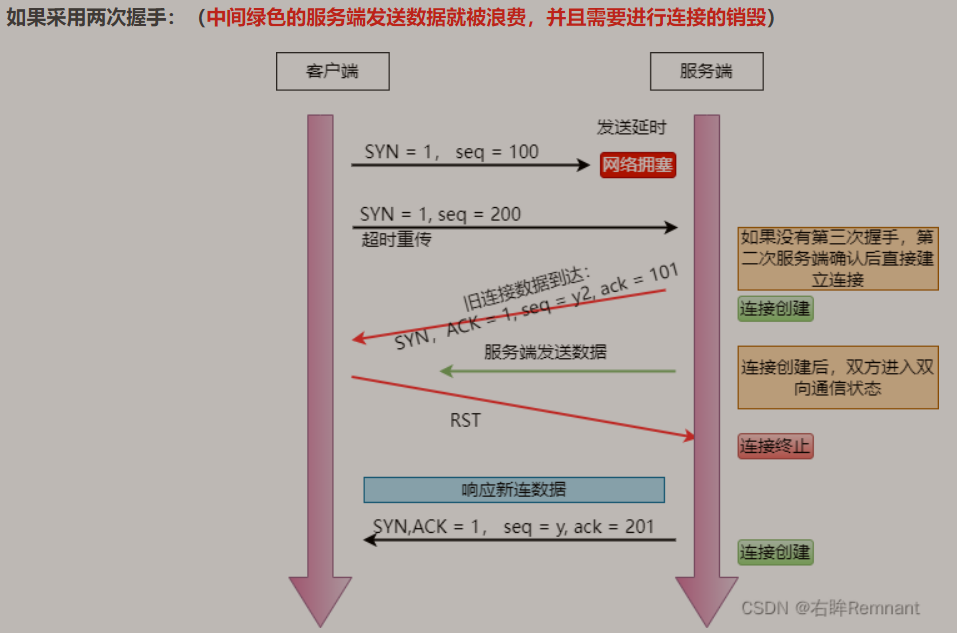 如果采用两次握手：（中间绿色的服务端发送数据就被浪费，并且需要进行连接的销毁）
客户端
服务端
发送延时
SYN = 1， seq = 100
网络拥塞
SYN = 1, seq = 200
超时重传
如果没有第三次握手，第
二次服务端确认后直接建
立连接
旧连接数据到达：
SYN，ACK = 1, seq = y2, ack = 101
连接创建
服务端发送数据
连接创建后，双方进入双
向通信状态
RST
连接终止
响应新连数据
SYN,ACK = 1， seq = y, ack = 201
连接创建
CSDN @右眸Remnant